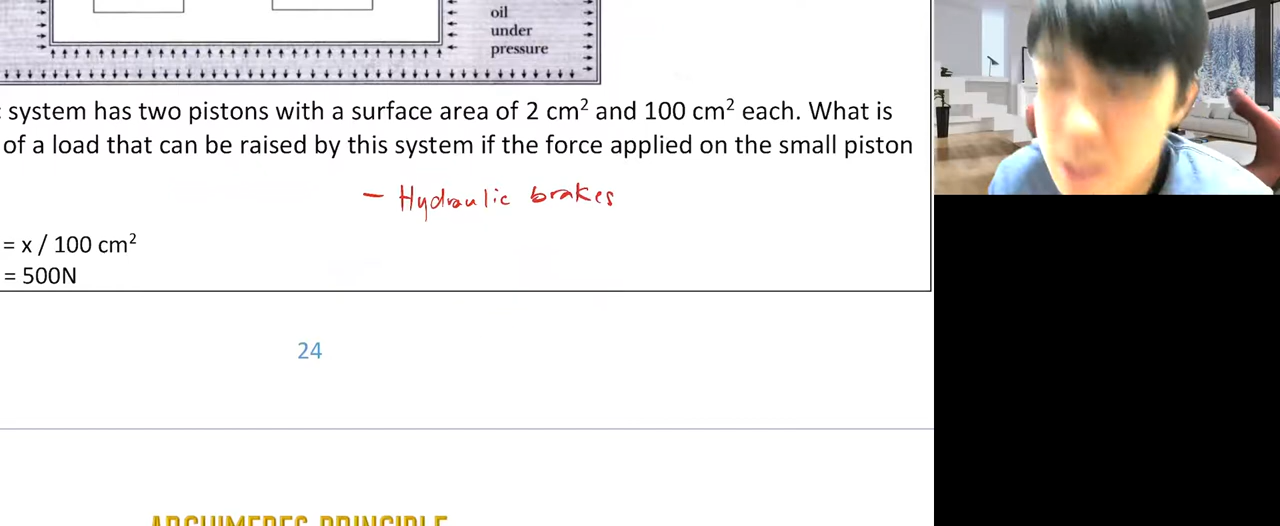 oil
under
pressure
system has two pistons with a surface area of 2 cm² and 100 cm² each. What is
of a load that can be raised by this system if the force applied on the small piston
– Hydraulic brakes
= x / 100 cm²
= 500N
24
ARCHIMEDES PRINCIPLE